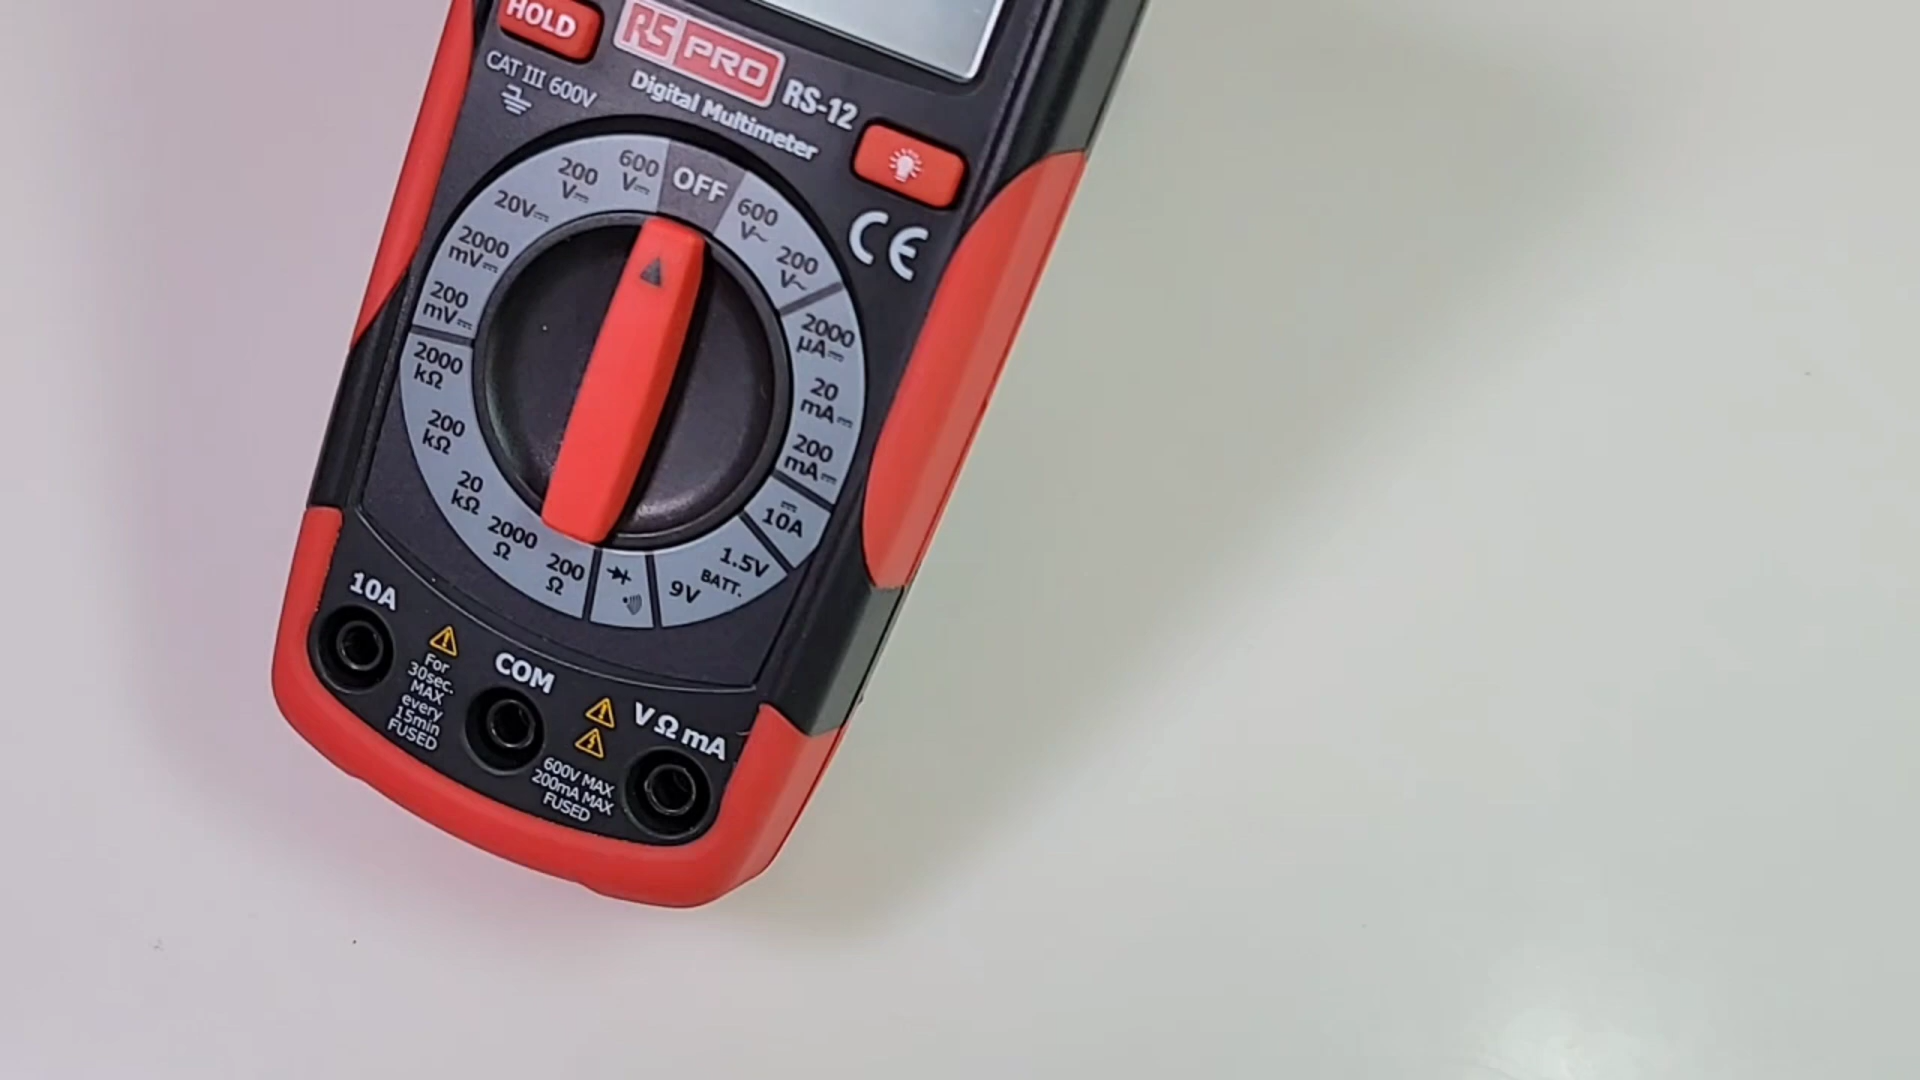 HOLD
RS PRO
RS-12
Digital Multimeter
CAT III 600V
CE
OFF
600
V~
200
V~
2000
µA⎓
20
mA⎓
200
mA⎓
10A
1.5V
BATT.
9V
200
Ω
2000
Ω
20
kΩ
200
kΩ
2000
kΩ
200
mV⎓
2000
mV⎓
20V⎓
200
V⎓
600
V⎓
10A
For
30sec.
MAX
every
15min
FUSED
COM
VΩmA
600V MAX
200mA MAX
FUSED